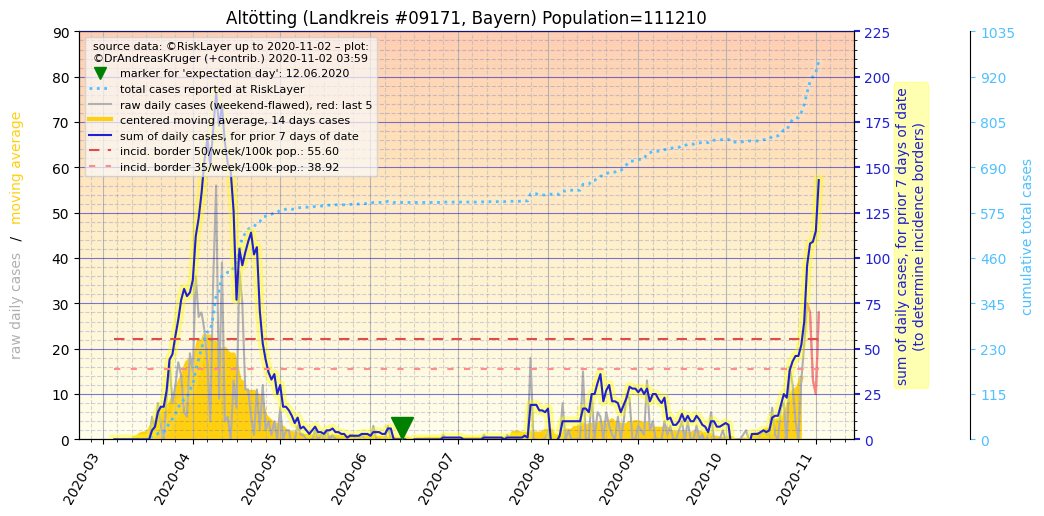 Altötting (Landkreis #09171, Bayern) Population=111210
source data: ©RiskLayer up to 2020-11-02 – plot:
©DrAndreasKruger (+contrib.) 2020-11-02 03:59
marker for 'expectation day': 12.06.2020
total cases reported at RiskLayer
raw daily cases (weekend-flawed), red: last 5
centered moving average, 14 days cases
sum of daily cases, for prior 7 days of date
incid. border 50/week/100k pop.: 55.60
incid. border 35/week/100k pop.: 38.92
raw daily cases / moving average
90
80
70
60
50
40
30
20
10
0
2020-03
2020-04
2020-05
2020-06
2020-07
2020-08
2020-09
2020-10
2020-11
225
200
175
150
125
100
75
50
25
0
sum of daily cases, for prior 7 days of date
(to determine incidence borders)
1035
920
805
690
575
460
345
230
115
0
cumulative total cases